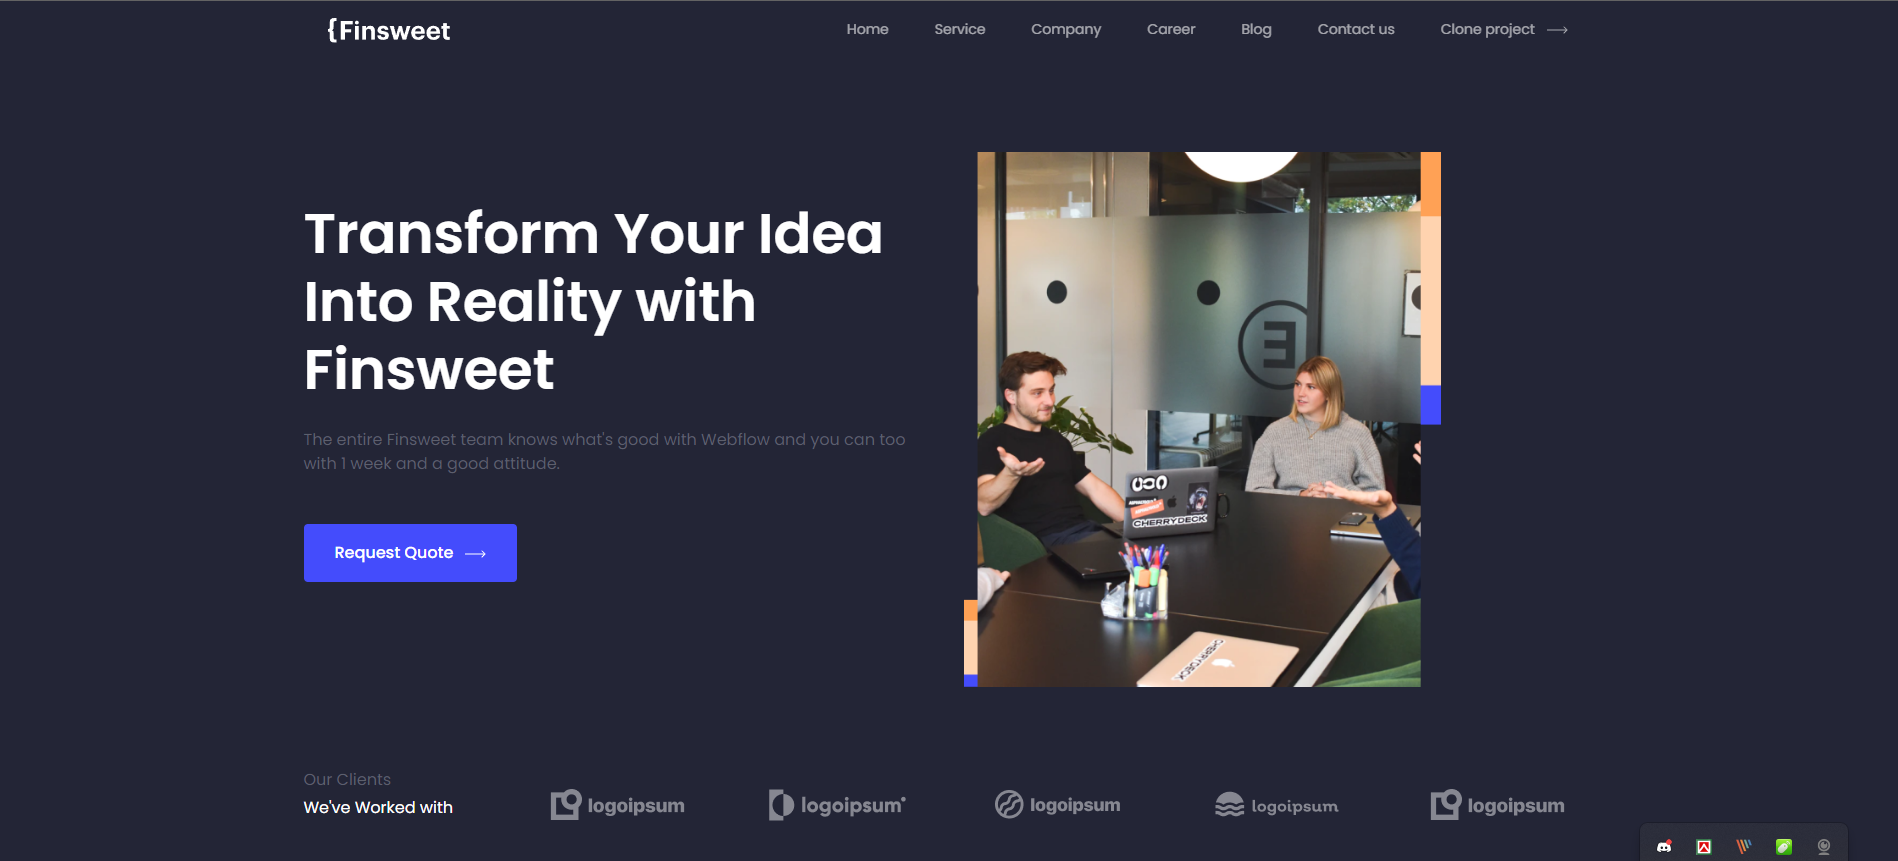 {Finsweet
Home Service Company Career Blog Contact us Clone project
Transform Your Idea
Into Reality with
Finsweet
The entire Finsweet team knows what's good with Webflow and you can too
with 1 week and a good attitude.
Request Quote
CHERRYDECK
CHERRYDECK
Our Clients
We've Worked with
logoipsum
logoipsum
logoipsum
logoipsum
logoipsum